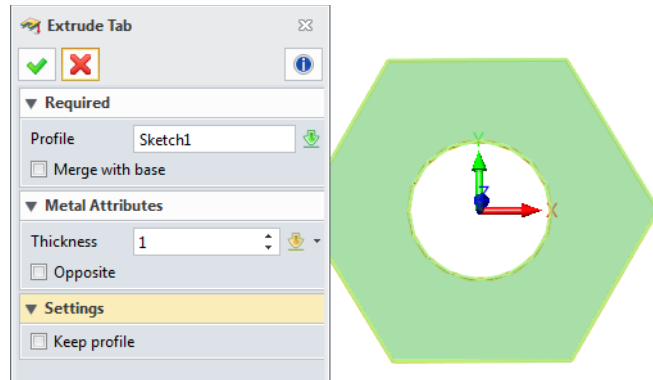 Extrude Tab
Required
Profile Sketch1
Merge with base
Metal Attributes
Thickness 1
Opposite
Settings
Keep profile
Y
Z
X